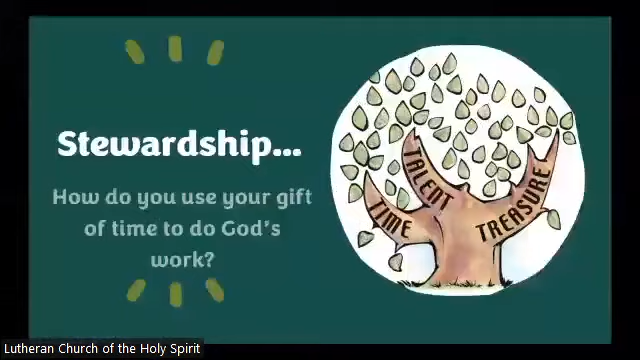 Stewardship...
How do you use your gift
of time to do God's
work?
TIME
TALENT
TREASURE
Lutheran Church of the Holy Spirit